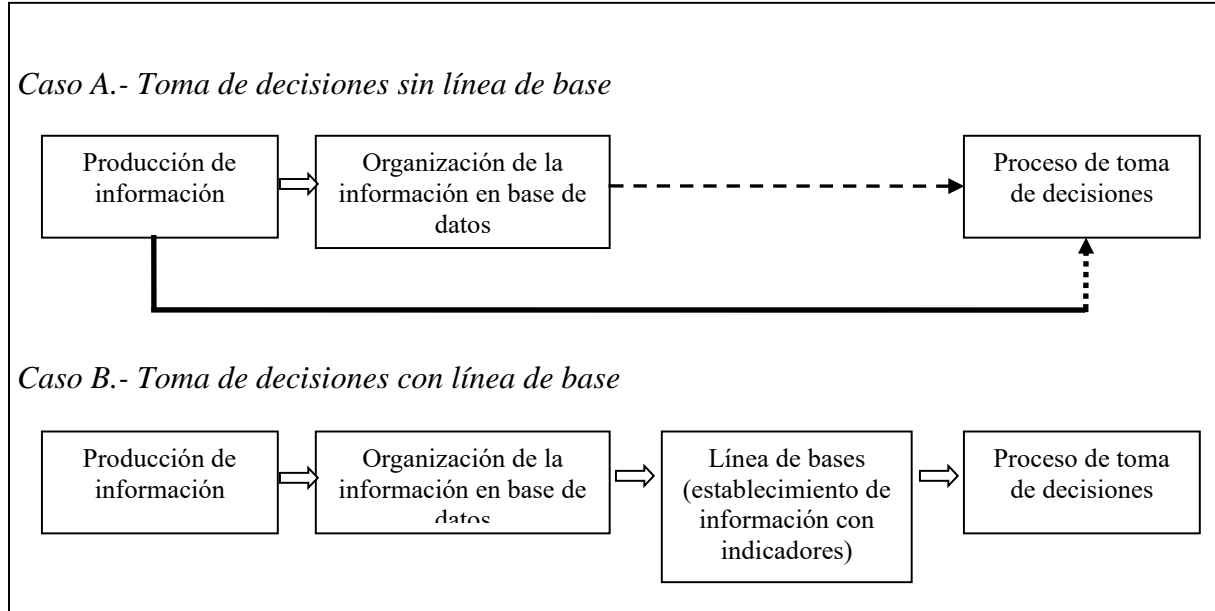 Caso A.- Toma de decisiones sin línea de base
Producción de
información
Organización de la
información en base de
datos
Proceso de toma
de decisiones
Caso B.- Toma de decisiones con línea de base
Producción de
información
Organización de la
información en base de
datos
Línea de bases
(establecimiento de
información con
indicadores)
Proceso de toma
de decisiones